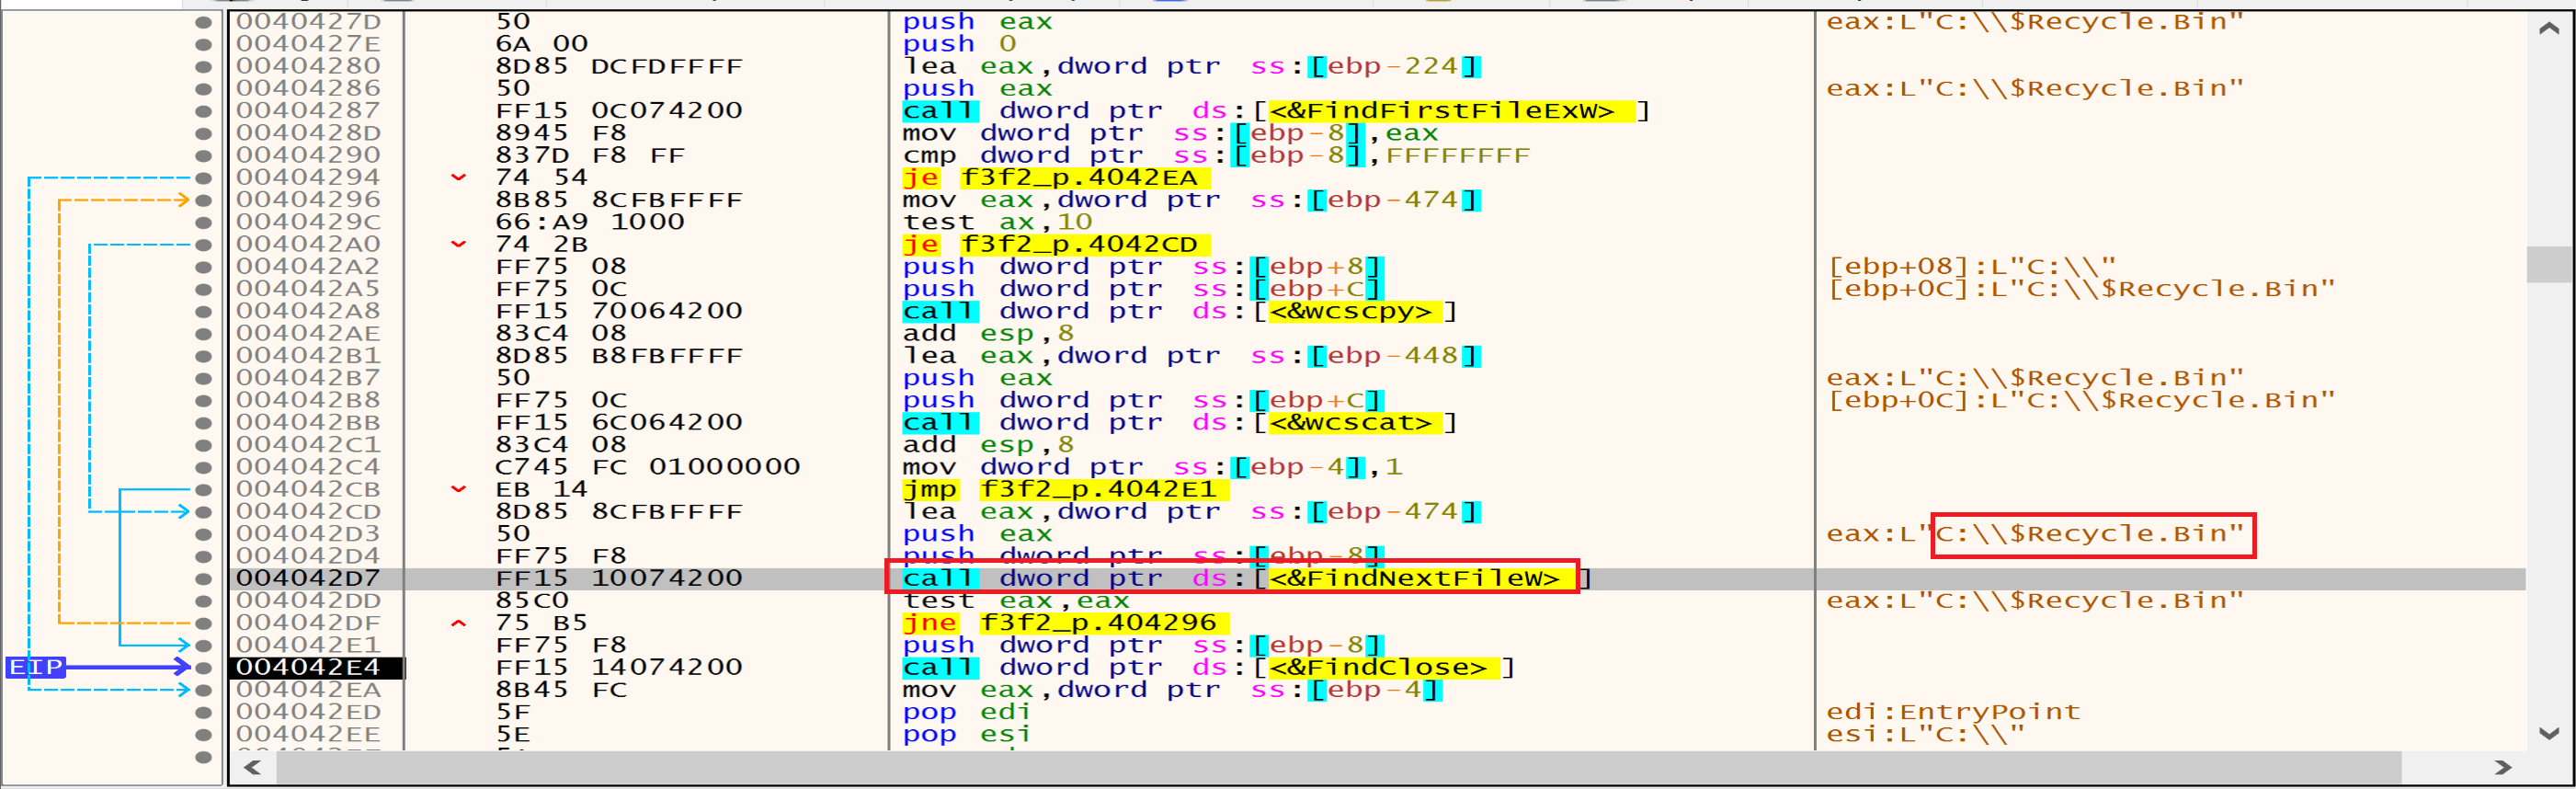 0040427D 50 push eax eax:L"C:\\$Recycle.Bin"
0040427E 6A 00 push 0
00404280 8D85 DCFDFFFF lea eax,dword ptr ss:[ebp-224]
00404286 50 push eax eax:L"C:\\$Recycle.Bin"
00404287 FF15 0C074200 call dword ptr ds:[<&FindFirstFileExW>]
0040428D 8945 F8 mov dword ptr ss:[ebp-8],eax
00404290 837D F8 FF cmp dword ptr ss:[ebp-8],FFFFFFFF
00404294 74 54 je f3f2_p.4042EA
00404296 8B85 8CFBFFFF mov eax,dword ptr ss:[ebp-474]
0040429C 66:A9 1000 test ax,10
004042A0 74 2B je f3f2_p.4042CD
004042A2 FF75 08 push dword ptr ss:[ebp+8] [ebp+08]:L"C:\\"
004042A5 FF75 0C push dword ptr ss:[ebp+C] [ebp+0C]:L"C:\\$Recycle.Bin"
004042A8 FF15 70064200 call dword ptr ds:[<&wcscpy>]
004042AE 83C4 08 add esp,8
004042B1 8D85 B8FBFFFF lea eax,dword ptr ss:[ebp-448]
004042B7 50 push eax eax:L"C:\\$Recycle.Bin"
004042B8 FF75 0C push dword ptr ss:[ebp+C] [ebp+0C]:L"C:\\$Recycle.Bin"
004042BB FF15 6C064200 call dword ptr ds:[<&wcscat>]
004042C1 83C4 08 add esp,8
004042C4 C745 FC 01000000 mov dword ptr ss:[ebp-4],1
004042CB EB 14 jmp f3f2_p.4042E1
004042CD 8D85 8CFBFFFF lea eax,dword ptr ss:[ebp-474]
004042D3 50 push eax eax:L"C:\\$Recycle.Bin"
004042D4 FF75 F8 push dword ptr ss:[ebp-8]
004042D7 FF15 10074200 call dword ptr ds:[<&FindNextFileW>]
004042DD 85C0 test eax,eax eax:L"C:\\$Recycle.Bin"
004042DF 75 B5 jne f3f2_p.404296
004042E1 FF75 F8 push dword ptr ss:[ebp-8]
EIP 004042E4 FF15 14074200 call dword ptr ds:[<&FindClose>]
004042EA 8B45 FC mov eax,dword ptr ss:[ebp-4]
004042ED 5F pop edi edi:EntryPoint
004042EE 5E pop esi esi:L"C:\\"